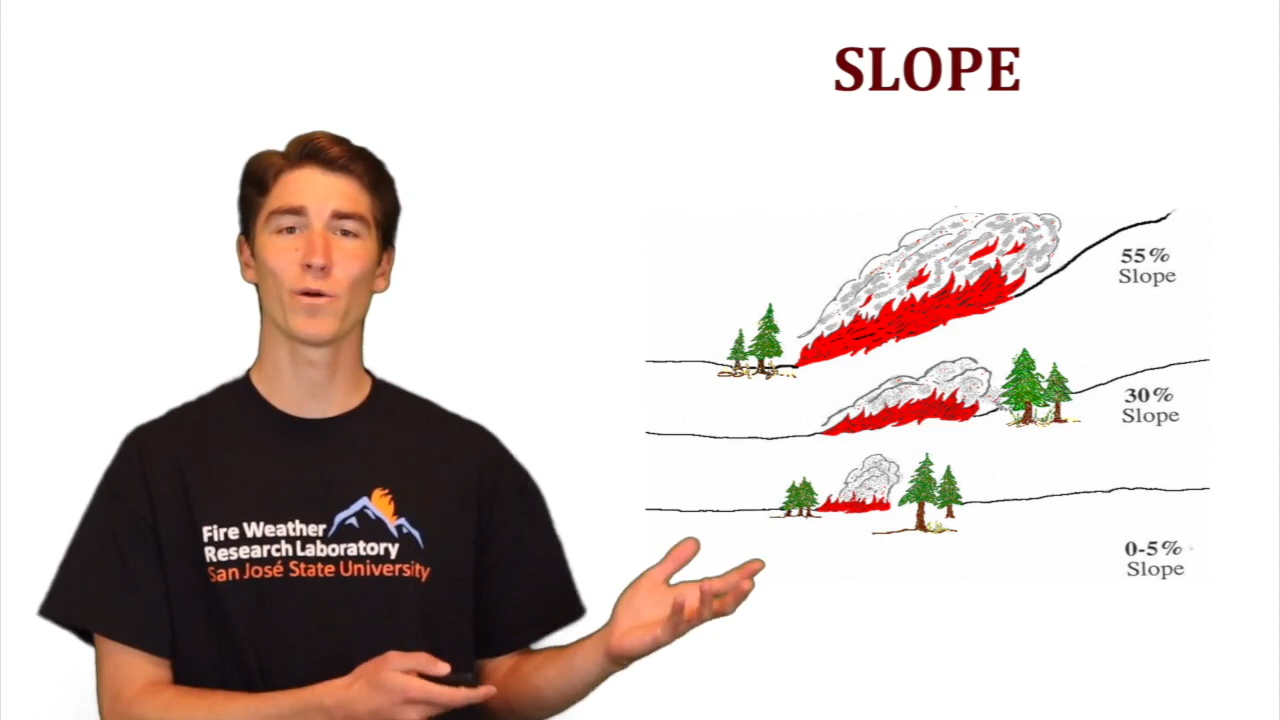 SLOPE
55%
Slope
30%
Slope
0-5%
Slope
Fire Weather
Research Laboratory
San José State University